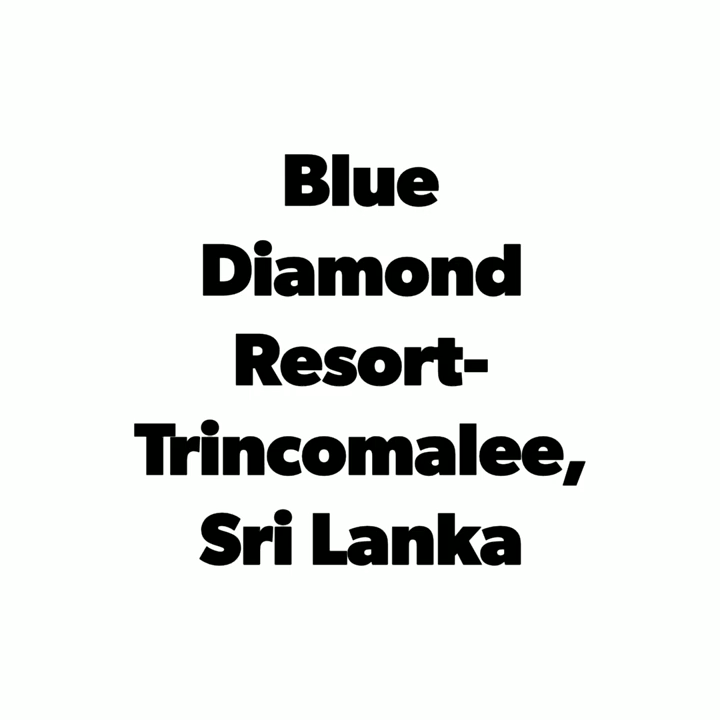 Blue
Diamond
Resort-
Trincomalee,
Sri Lanka